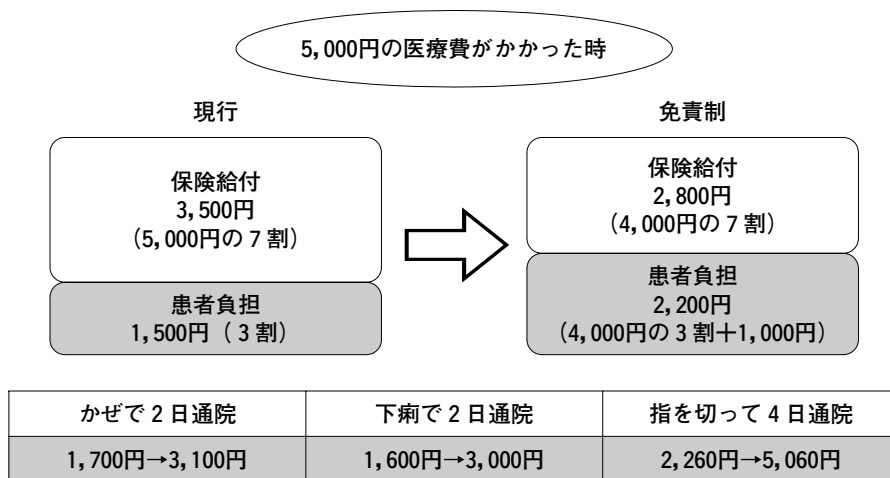 5,000円の医療費がかかった時
現行
免責制
保険給付
3,500円
（5,000円の７割）
患者負担
1,500円（３割）
保険給付
2,800円
（4,000円の７割）
患者負担
2,200円
（4,000円の３割＋1,000円）
かぜで２日通院
下痢で２日通院
指を切って４日通院
1,700円→3,100円
1,600円→3,000円
2,260円→5,060円